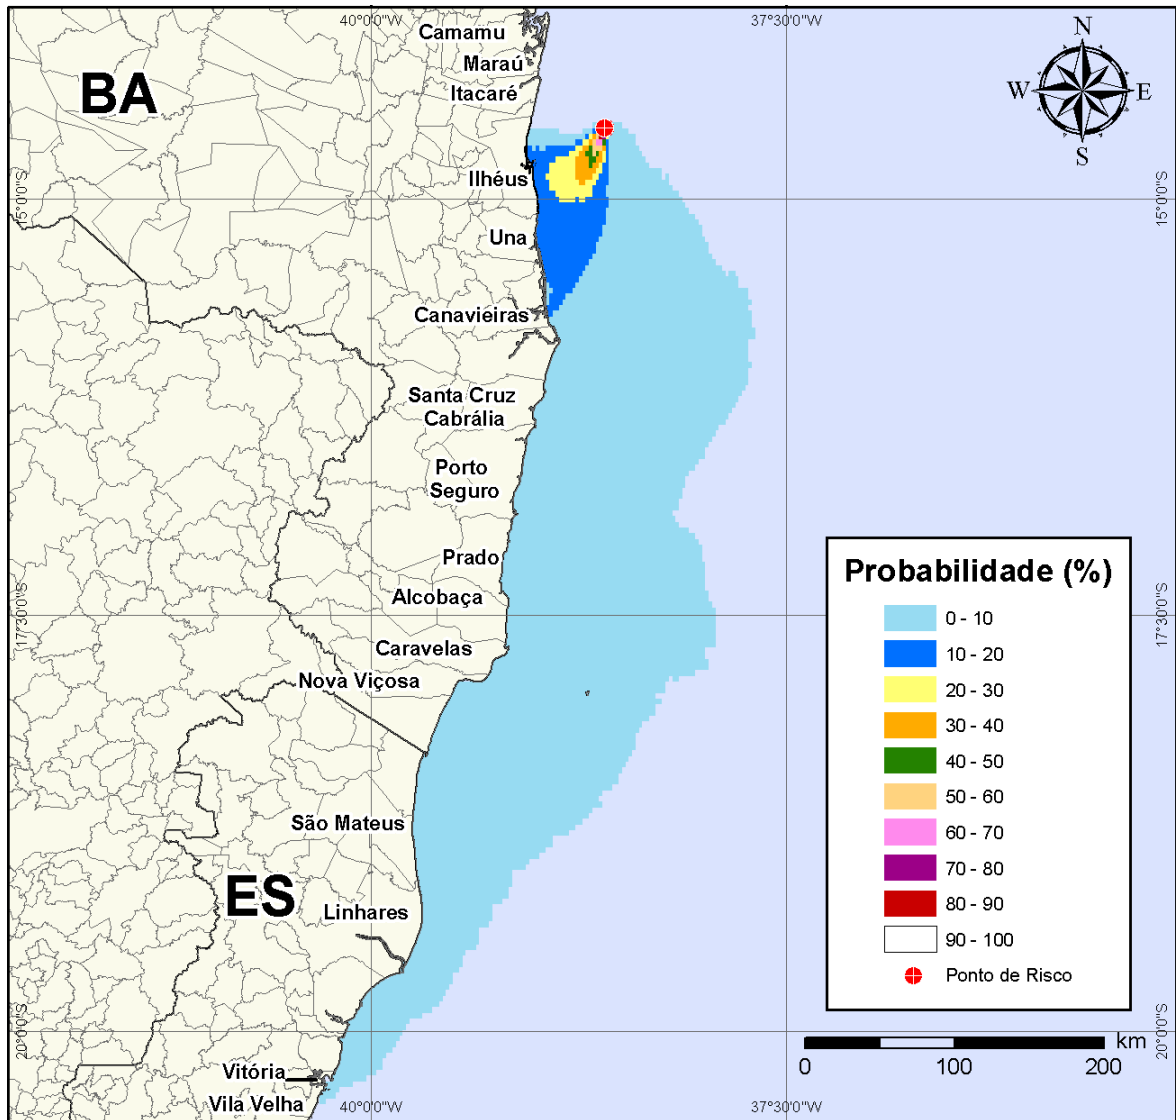 40°0'0"W
37°30'0"W
Camamu
Maraú
Itacaré
BA
N
W
E
S
Ilhéus
15°0'0"S
15°0'0"S
Una
Canavieiras
Santa Cruz
Cabrália
Porto
Seguro
Prado
Alcobaça
17°30'0"S
17°30'0"S
Caravelas
Nova Viçosa
São Mateus
ES
Linhares
20°0'0"S
20°0'0"S
Vitória
Vila Velha
40°0'0"W
37°30'0"W
Probabilidade (%)
0 - 10
10 - 20
20 - 30
30 - 40
40 - 50
50 - 60
60 - 70
70 - 80
80 - 90
90 - 100
Ponto de Risco
km
0
100
200